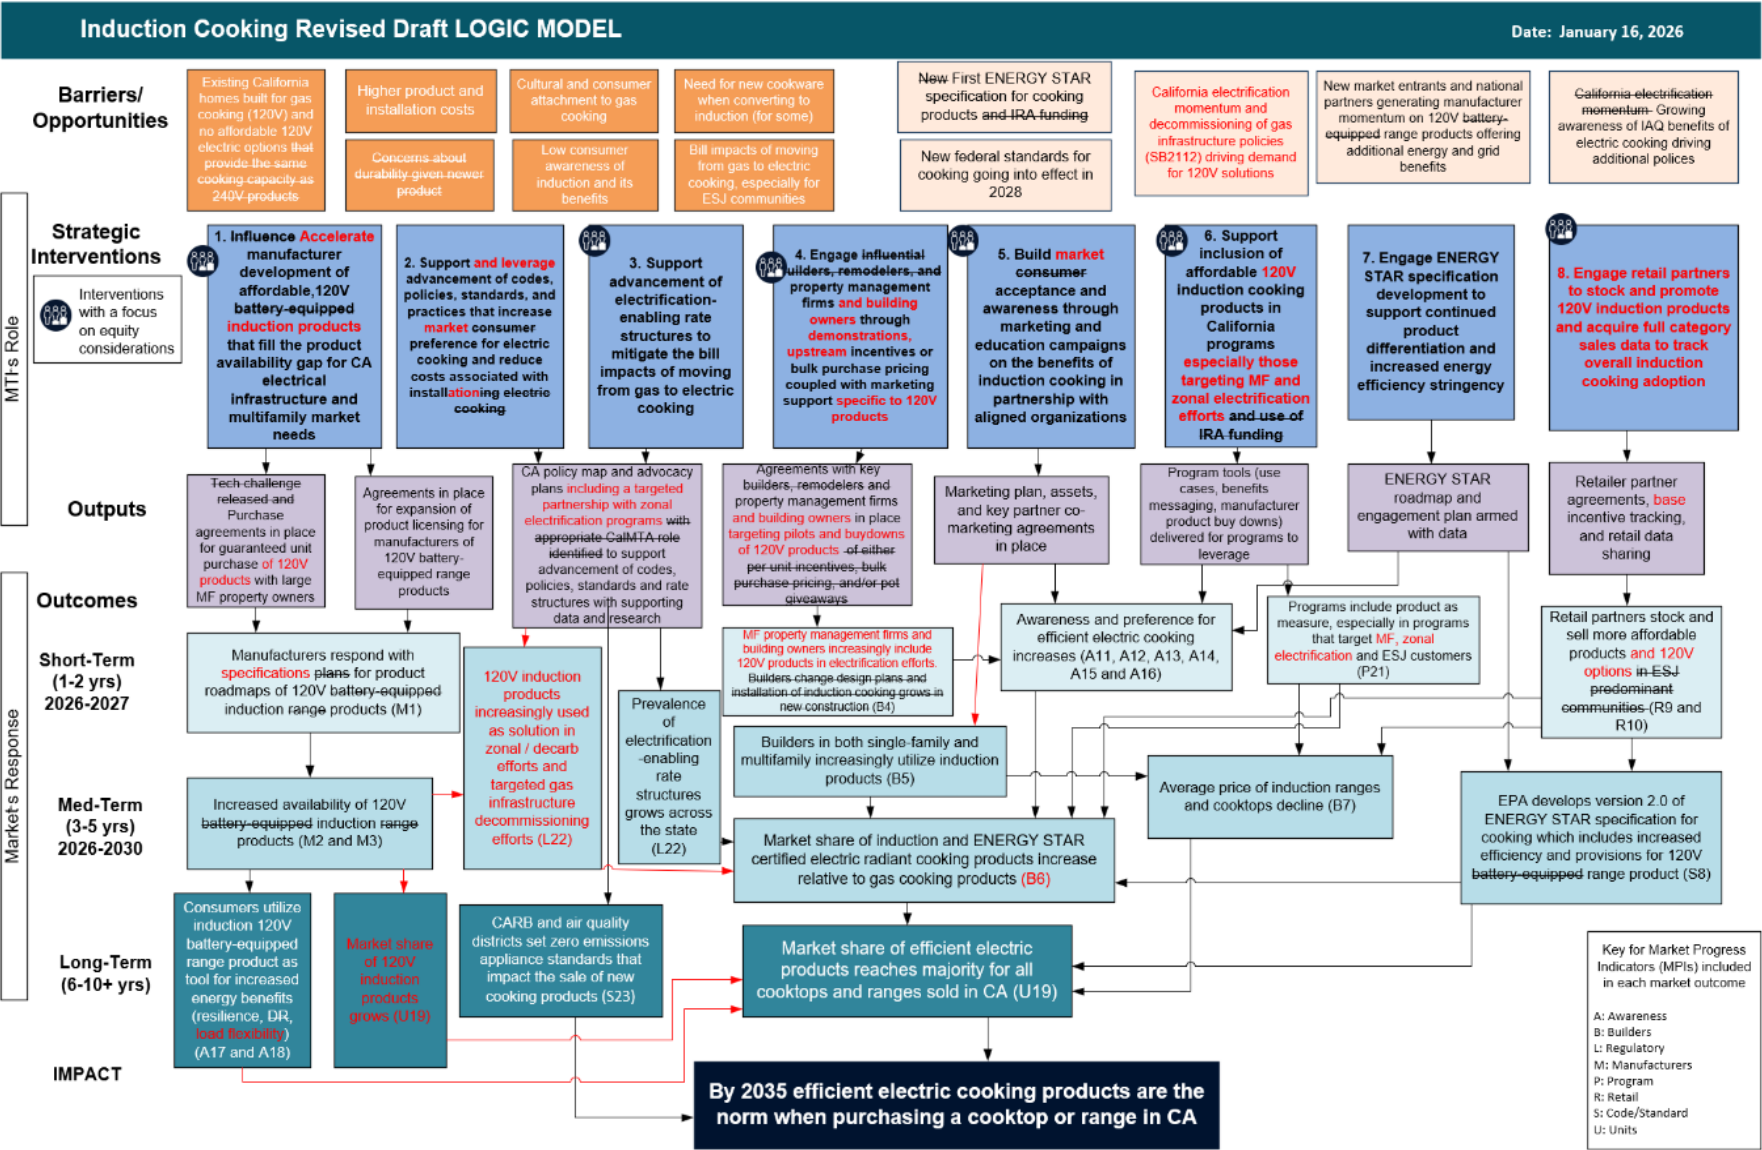 Induction Cooking Revised Draft LOGIC MODEL
Date: January 16, 2026
Barriers/
Opportunities
Existing California
homes built for gas
cooking (120V) and
no affordable 120V
electric options that
provide the same
cooking capacity as
240V products
Higher product and
installation costs
Concerns about
durability given newer
product
Cultural and consumer
attachment to gas
cooking
Low consumer
awareness of
induction and its
benefits
Need for new cookware
when converting to
induction (for some)
Bill impacts of moving
from gas to electric
cooking, especially for
ESJ communities
New First ENERGY STAR
specification for cooking
products and IRA funding
New federal standards for
cooking going into effect in
2028
California electrification
momentum and
decommissioning of gas
infrastructure policies
(SB2112) driving demand
for 120V solutions
New market entrants and national
partners generating manufacturer
momentum on 120V battery-
equipped range products offering
additional energy and grid
benefits
California electrification
momentum Growing
awareness of IAQ benefits of
electric cooking driving
additional polices
MTI's Role
Strategic
Interventions
Interventions
with a focus
on equity
considerations
1. Influence Accelerate
manufacturer
development of
affordable,120V
battery-equipped
induction products
that fill the product
availability gap for CA
electrical
infrastructure and
multifamily market
needs
2. Support and leverage
advancement of codes,
policies, standards, and
practices that increase
market consumer
preference for electric
cooking and reduce
costs associated with
installationing electric
cooking
3. Support
advancement of
electrification-
enabling rate
structures to
mitigate the bill
impacts of moving
from gas to electric
cooking
4. Engage influential
builders, remodelers, and
property management
firms and building
owners through
demonstrations,
upstream incentives or
bulk purchase pricing
coupled with marketing
support specific to 120V
products
5. Build market
consumer
acceptance and
awareness through
marketing and
education campaigns
on the benefits of
induction cooking in
partnership with
aligned organizations
6. Support
inclusion of
affordable 120V
induction cooking
products in
California
programs
especially those
targeting MF and
zonal electrification
efforts and use of
IRA funding
7. Engage ENERGY
STAR specification
development to
support continued
product
differentiation and
increased energy
efficiency stringency
8. Engage retail partners
to stock and promote
120V induction products
and acquire full category
sales data to track
overall induction
cooking adoption
Outputs
Tech challenge
released and
Purchase
agreements in place
for guaranteed unit
purchase of 120V
products with large
MF property owners
Agreements in place
for expansion of
product licensing for
manufacturers of
120V battery-
equipped range
products
CA policy map and advocacy
plans including a targeted
partnership with zonal
electrification programs with
appropriate CalMTA role
identified to support
advancement of codes,
policies, standards and rate
structures with supporting
data and research
Agreements with key
builders, remodelers and
property management firms
and building owners in place
targeting pilots and buydowns
of 120V products of either
per unit incentives, bulk
purchase pricing, and/or pot
giveaways
Marketing plan, assets,
and key partner co-
marketing agreements
in place
Program tools (use
cases, benefits
messaging, manufacturer
product buy downs)
delivered for programs to
leverage
ENERGY STAR
roadmap and
engagement plan armed
with data
Retailer partner
agreements, base
incentive tracking,
and retail data
sharing
Market's Response
Outcomes
Short-Term
(1-2 yrs)
2026-2027
Manufacturers respond with
specifications plans for product
roadmaps of 120V battery-equipped
induction range products (M1)
120V induction
products
increasingly used
as solution in
zonal / decarb
efforts and
targeted gas
infrastructure
decommissioning
efforts (L22)
Prevalence
of
electrification
-enabling
rate
structures
grows across
the state
(L22)
MF property management firms and
building owners increasingly include
120V products in electrification efforts.
Builders change design plans and
installation of induction cooking grows in
new construction (B4)
Awareness and preference for
efficient electric cooking
increases (A11, A12, A13, A14,
A15 and A16)
Programs include product as
measure, especially in programs
that target MF, zonal
electrification and ESJ customers
(P21)
Retail partners stock and
sell more affordable
products and 120V
options in ESJ
predominant
communities (R9 and
R10)
Med-Term
(3-5 yrs)
2026-2030
Increased availability of 120V
battery-equipped induction range
products (M2 and M3)
Builders in both single-family and
multifamily increasingly utilize induction
products (B5)
Average price of induction ranges
and cooktops decline (B7)
Market share of induction and ENERGY STAR
certified electric radiant cooking products increase
relative to gas cooking products (B6)
EPA develops version 2.0 of
ENERGY STAR specification for
cooking which includes increased
efficiency and provisions for 120V
battery-equipped range product (S8)
Long-Term
(6-10+ yrs)
Consumers utilize
induction 120V
battery-equipped
range product as
tool for increased
energy benefits
(resilience, DR,
load flexibility)
(A17 and A18)
Market share
of 120V
induction
products
grows (U19)
CARB and air quality
districts set zero emissions
appliance standards that
impact the sale of new
cooking products (S23)
Market share of efficient electric
products reaches majority for all
cooktops and ranges sold in CA (U19)
IMPACT
By 2035 efficient electric cooking products are the
norm when purchasing a cooktop or range in CA
Key for Market Progress
Indicators (MPIs) included
in each market outcome
A: Awareness
B: Builders
L: Regulatory
M: Manufacturers
P: Program
R: Retail
S: Code/Standard
U: Units